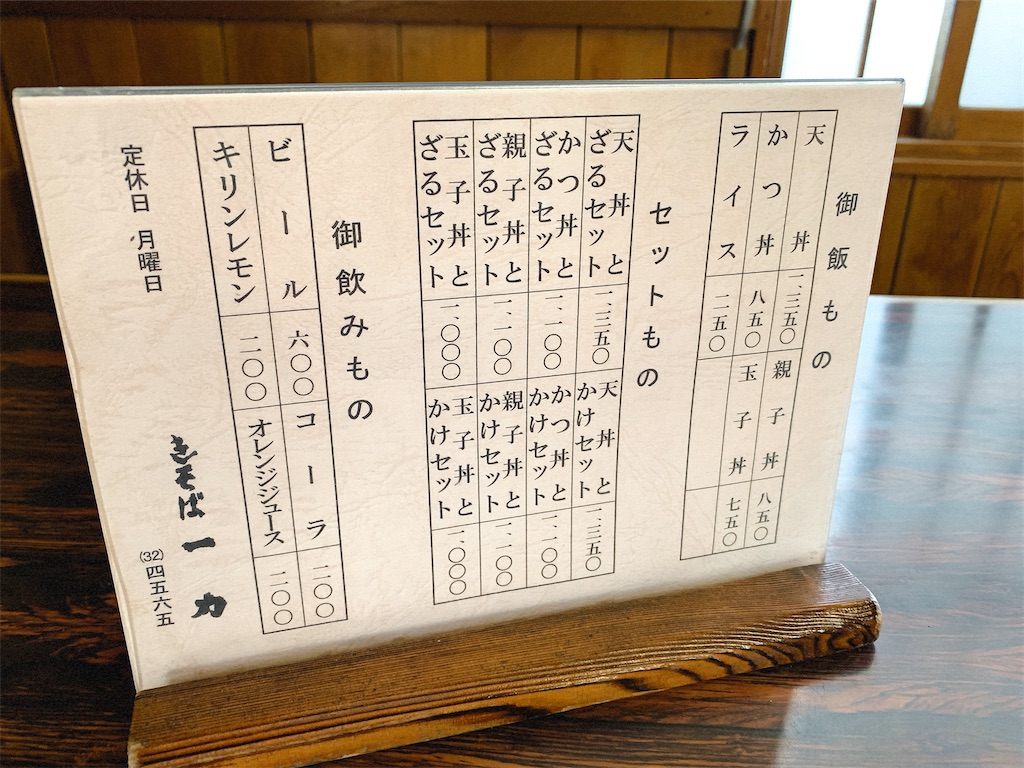 御飯もの
天丼 一、三五〇 親子丼 八五〇
かつ丼 八五〇 玉子丼 七五〇
ライス 二五〇
セットもの
天丼と
ざるセット 一、三五〇
天丼と
かけセット 一、三五〇
かつ丼と
ざるセット 一、一〇〇
かつ丼と
かけセット 一、一〇〇
親子丼と
ざるセット 一、一〇〇
親子丼と
かけセット 一、一〇〇
玉子丼と
ざるセット 一、〇〇〇
玉子丼と
かけセット 一、〇〇〇
御飲みもの
ビール 六〇〇 コーラ 二〇〇
キリンレモン 二〇〇 オレンジジュース 二〇〇
きそば 一力
定休日 月曜日
(32)四五六五